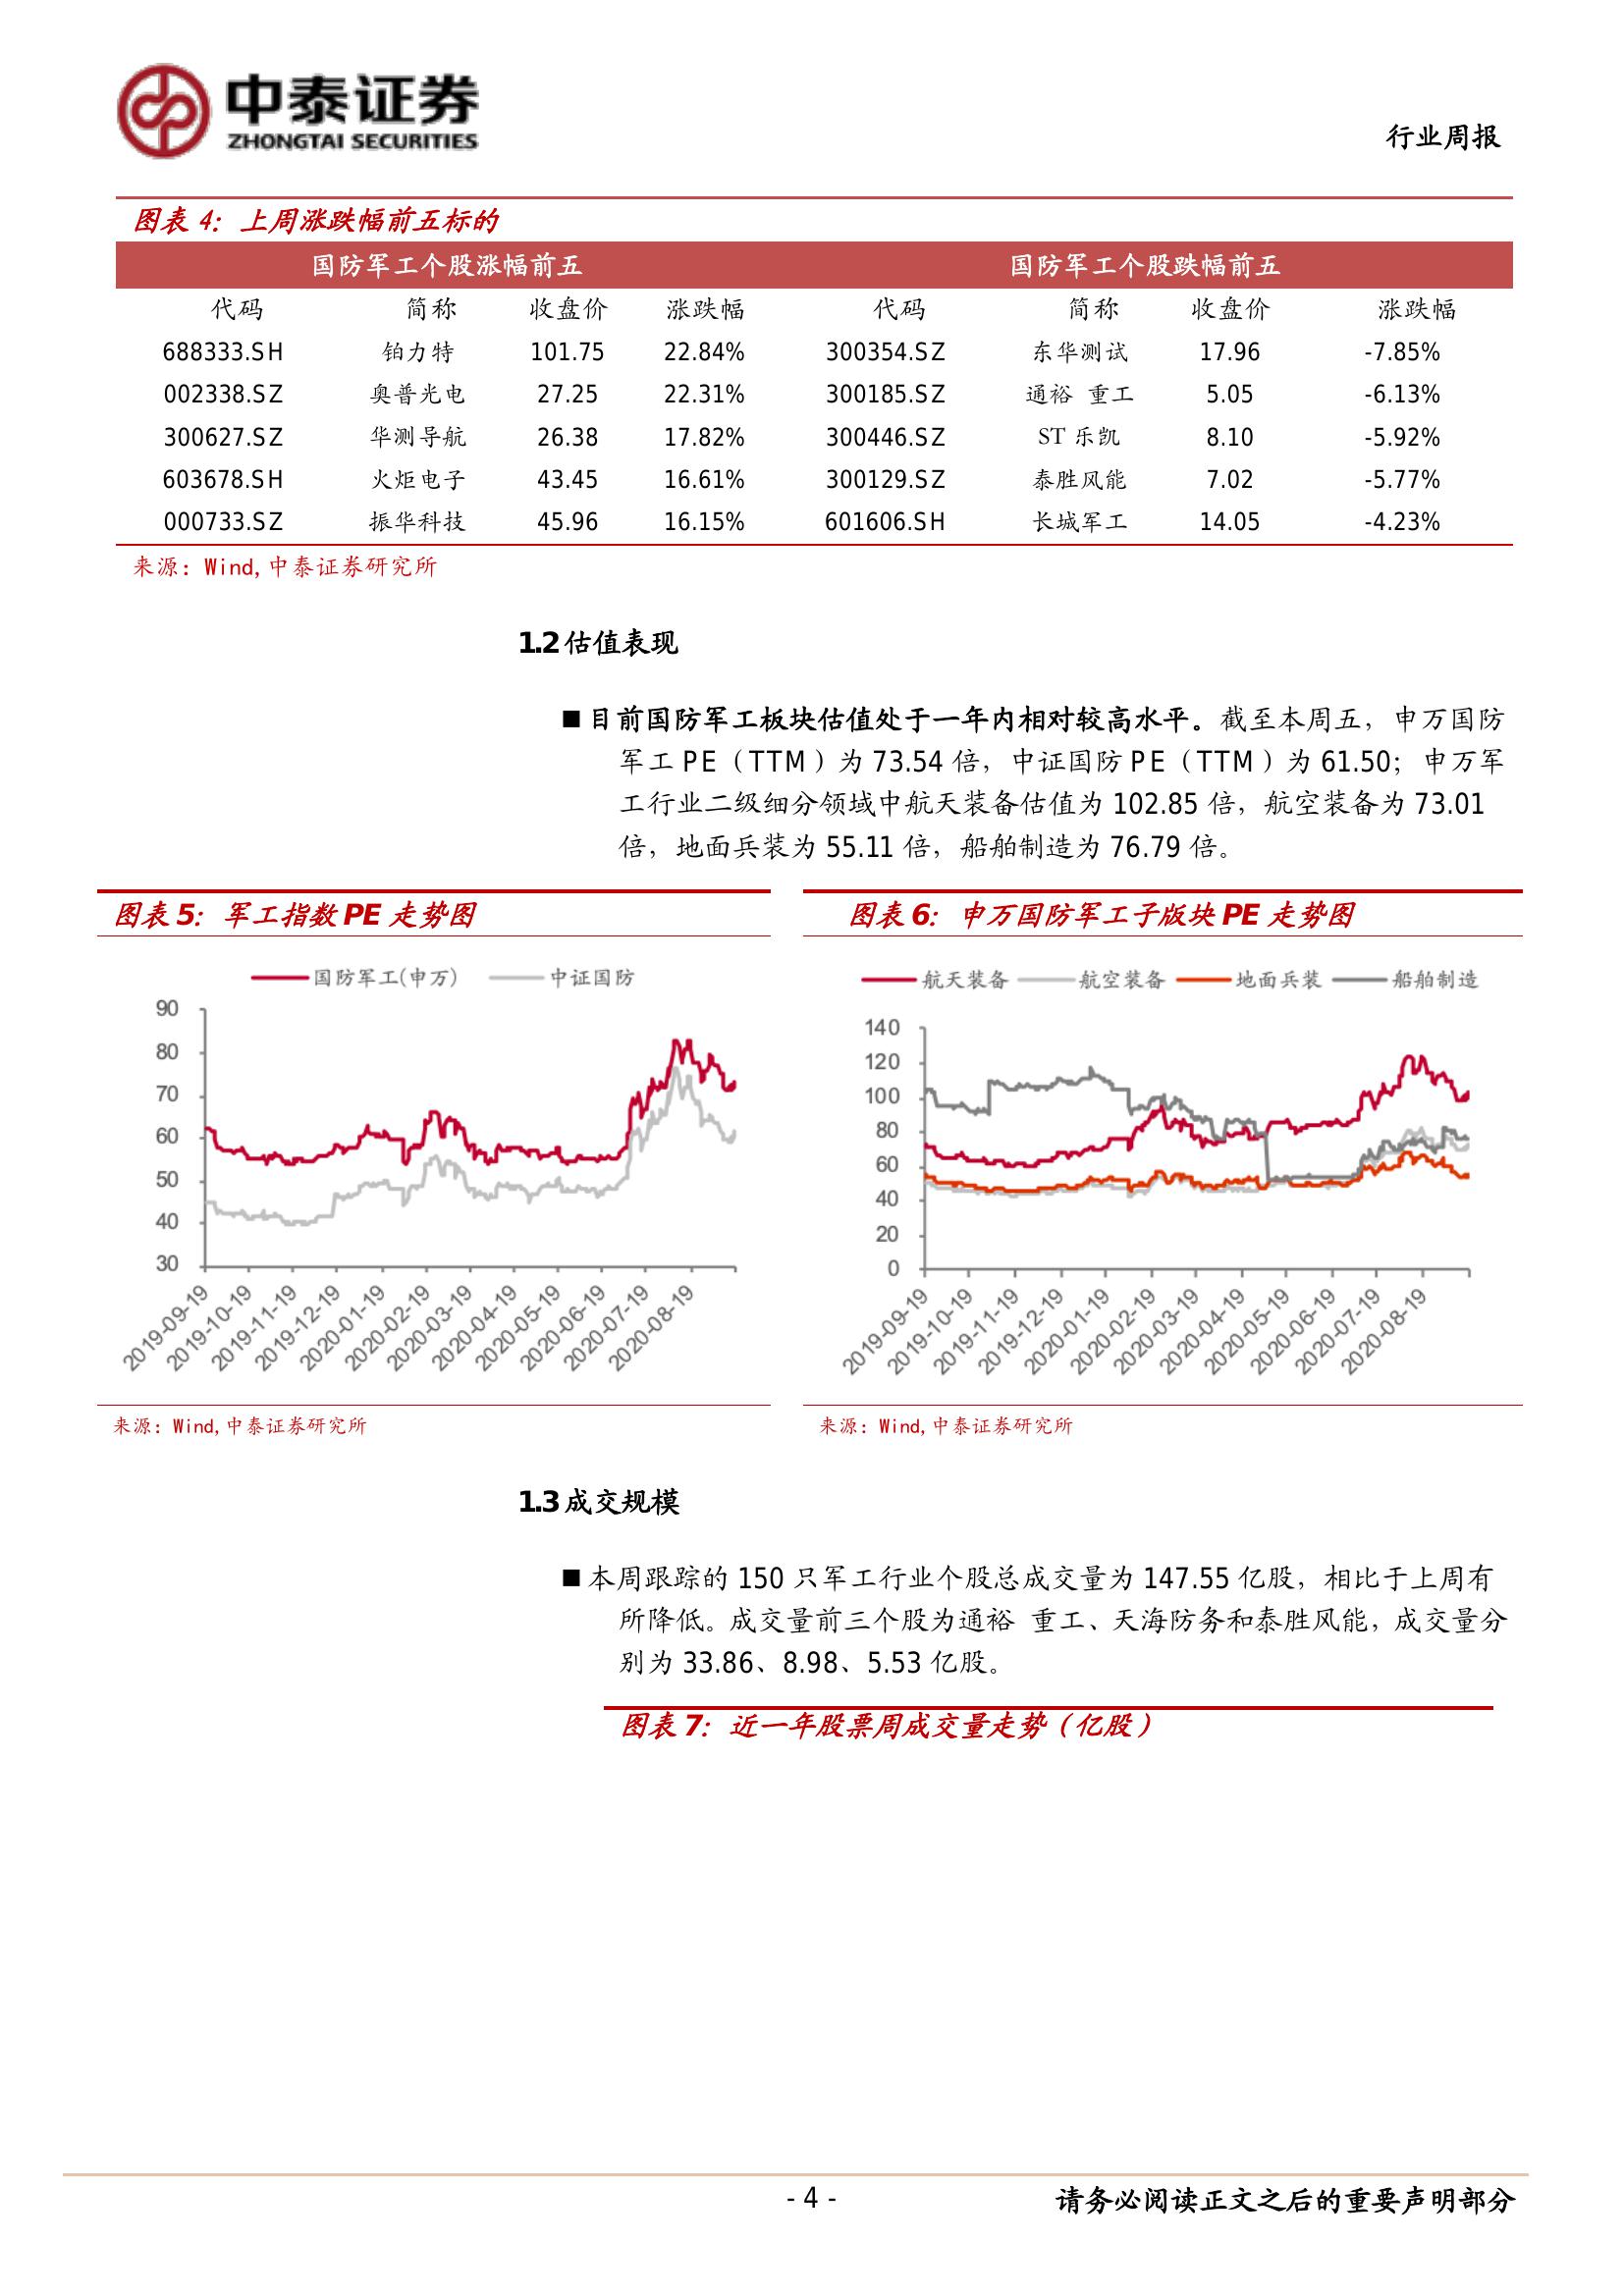 中泰证券
ZHONGTAI SECURITIES
行业周报
图表 4：上周涨跌幅前五标的
国防军工个股涨幅前五 国防军工个股跌幅前五
代码 简称 收盘价 涨跌幅 代码 简称 收盘价 涨跌幅
688333.SH 铂力特 101.75 22.84% 300354.SZ 东华测试 17.96 -7.85%
002338.SZ 奥普光电 27.25 22.31% 300185.SZ 通裕 重工 5.05 -6.13%
300627.SZ 华测导航 26.38 17.82% 300446.SZ ST 乐凯 8.10 -5.92%
603678.SH 火炬电子 43.45 16.61% 300129.SZ 泰胜风能 7.02 -5.77%
000733.SZ 振华科技 45.96 16.15% 601606.SH 长城军工 14.05 -4.23%
来源：Wind,中泰证券研究所
1.2 估值表现
■ 目前国防军工板块估值处于一年内相对较高水平。截至本周五，申万国防
军工 PE（TTM）为 73.54 倍，中证国防 PE（TTM）为 61.50；申万军
工行业二级细分领域中航天装备估值为 102.85 倍，航空装备为 73.01
倍，地面兵装为 55.11 倍，船舶制造为 76.79 倍。
图表 5：军工指数 PE 走势图
国防军工(申万) 中证国防
90
80
70
60
50
40
30
2019-09-19 2019-10-19 2019-11-19 2019-12-19 2020-01-19 2020-02-19 2020-03-19 2020-04-19 2020-05-19 2020-06-19 2020-07-19 2020-08-19
来源：Wind,中泰证券研究所
图表 6：申万国防军工子版块 PE 走势图
航天装备 航空装备 地面兵装 船舶制造
140
120
100
80
60
40
20
0
2019-09-19 2019-10-19 2019-11-19 2019-12-19 2020-01-19 2020-02-19 2020-03-19 2020-04-19 2020-05-19 2020-06-19 2020-07-19 2020-08-19
来源：Wind,中泰证券研究所
1.3 成交规模
■ 本周跟踪的 150 只军工行业个股总成交量为 147.55 亿股，相比于上周有
所降低。成交量前三个股为通裕 重工、天海防务和泰胜风能，成交量分
别为 33.86、8.98、5.53 亿股。
图表 7：近一年股票周成交量走势（亿股）
- 4 -
请务必阅读正文之后的重要声明部分